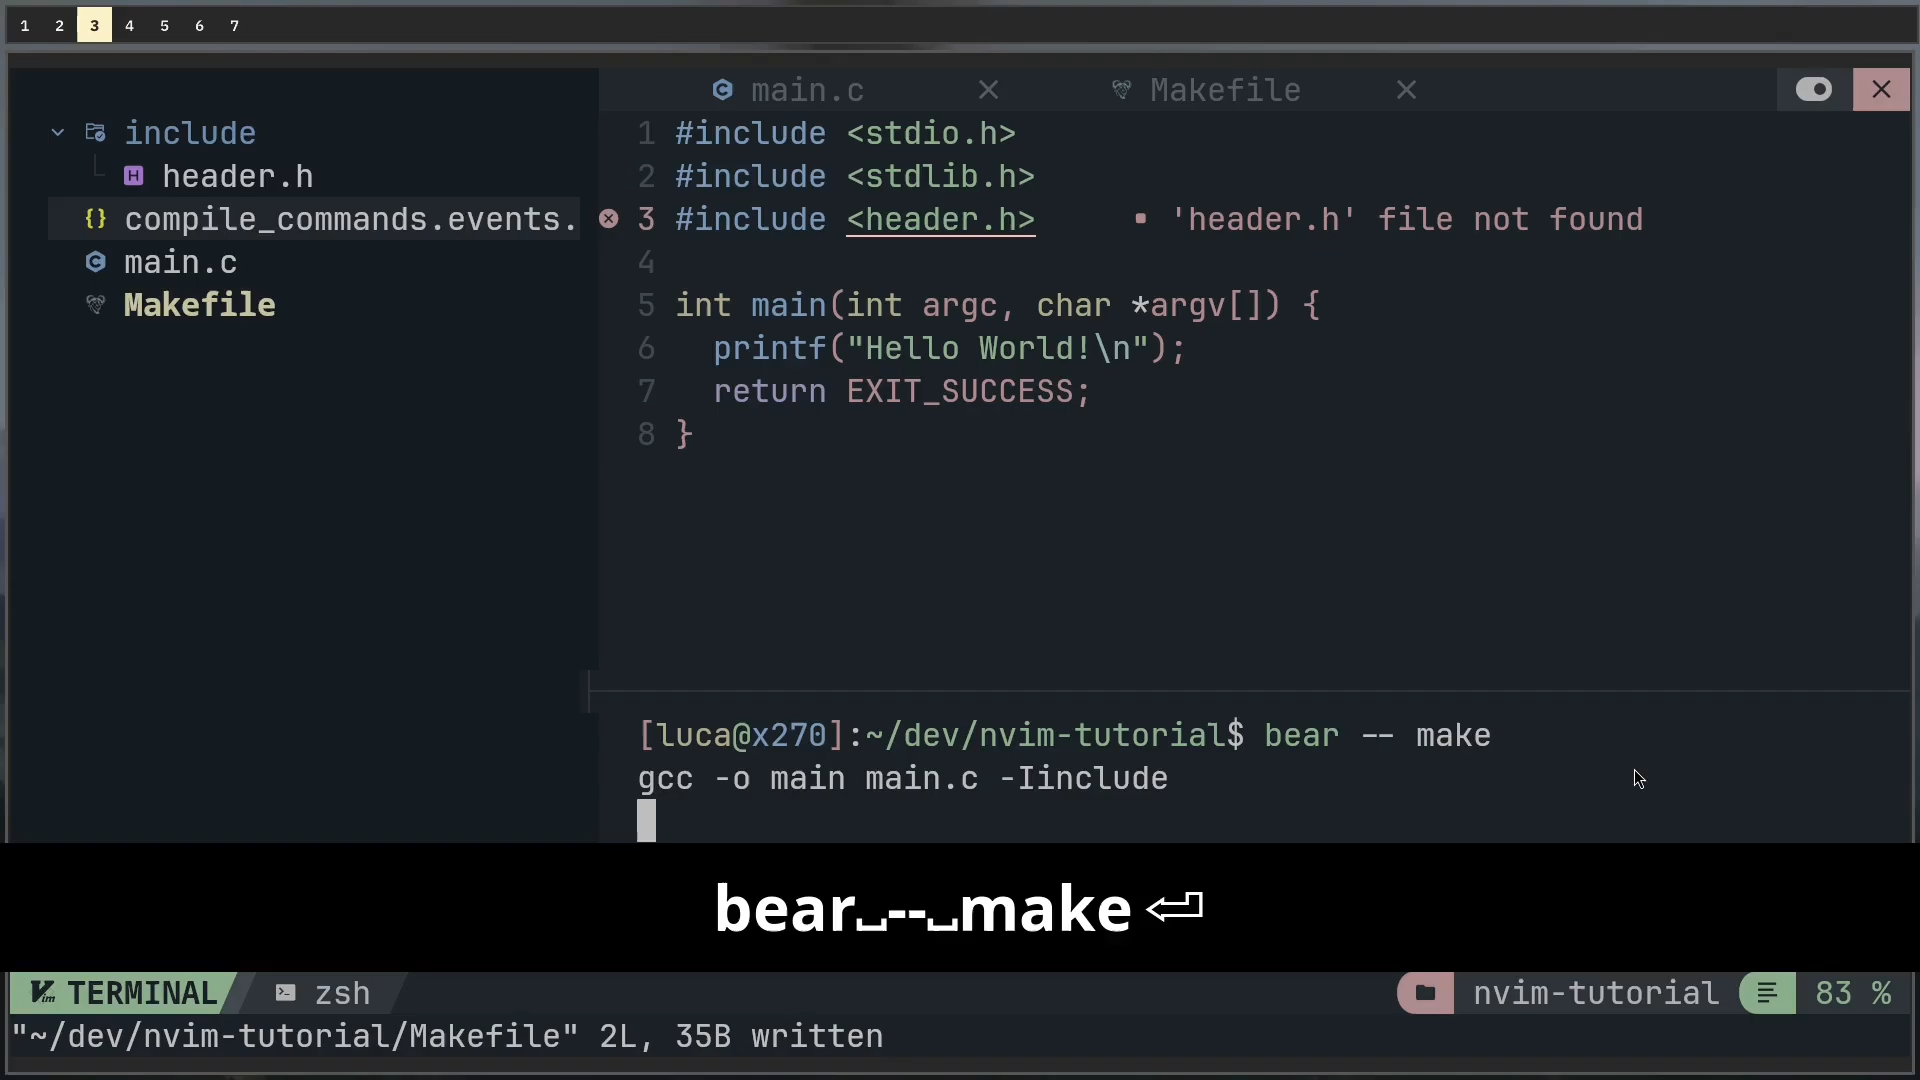 1 2 3 4 5 6 7
main.c Makefile
include
header.h
compile_commands.events.
main.c
Makefile
1 #include <stdio.h>
2 #include <stdlib.h>
3 #include <header.h> ▪ 'header.h' file not found
4
5 int main(int argc, char *argv[]) {
6 printf("Hello World!\n");
7 return EXIT_SUCCESS;
8 }
[luca@x270]:~/dev/nvim-tutorial$ bear -- make
gcc -o main main.c -Iinclude
bear␣--␣make ⏎
TERMINAL zsh nvim-tutorial 83 %
"~/dev/nvim-tutorial/Makefile" 2L, 35B written